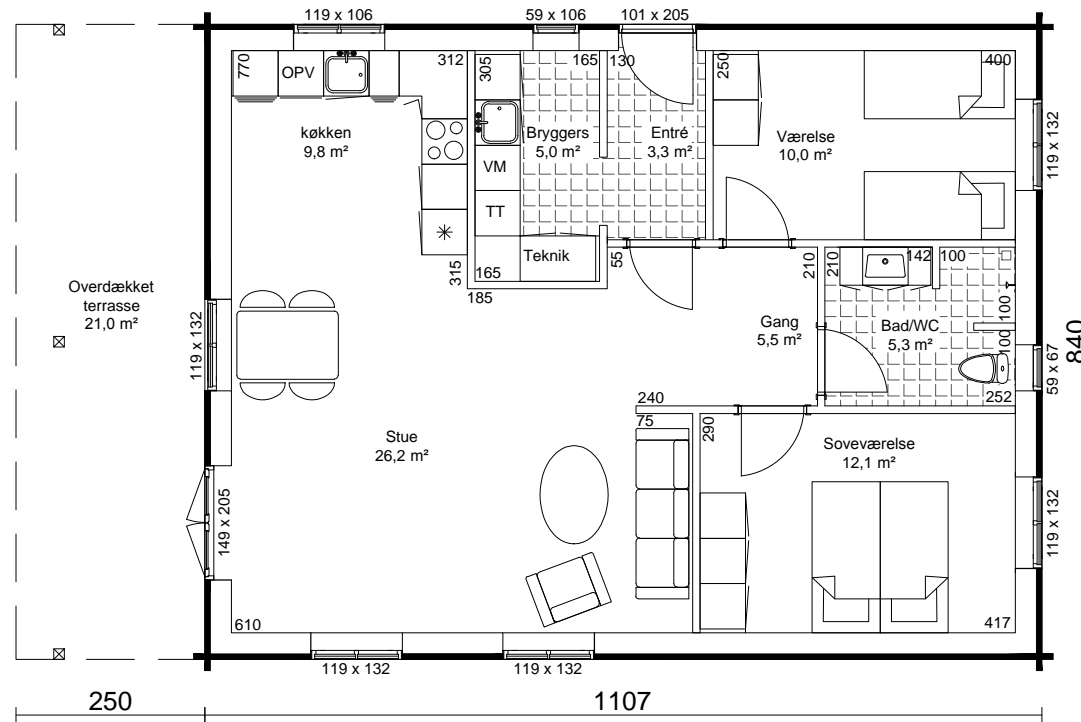 119 x 106
59 x 106
101 x 205
770
OPV
312
305
165
130
250
400
køkken
9,8 m²
Bryggers
5,0 m²
Entré
3,3 m²
Værelse
10,0 m²
119 x 132
VM
TT
Teknik
315
165
185
55
210
210
142
100
100
100
Overdækket
terrasse
21,0 m²
119 x 132
Gang
5,5 m²
Bad/WC
5,3 m²
59 x 67
840
252
240
75
290
Stue
26,2 m²
Soveværelse
12,1 m²
149 x 205
119 x 132
610
417
119 x 132
119 x 132
250
1107